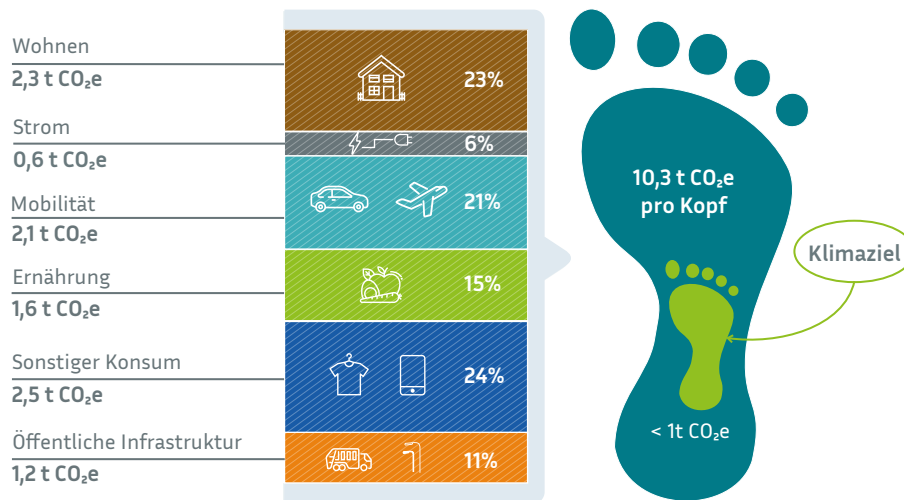 Wohnen
2,3 t CO₂e
23%
Strom
0,6 t CO₂e
6%
Mobilität
2,1 t CO₂e
21%
Ernährung
1,6 t CO₂e
15%
Sonstiger Konsum
2,5 t CO₂e
24%
Öffentliche Infrastruktur
1,2 t CO₂e
11%
10,3 t CO₂e
pro Kopf
Klimaziel
< 1t CO₂e